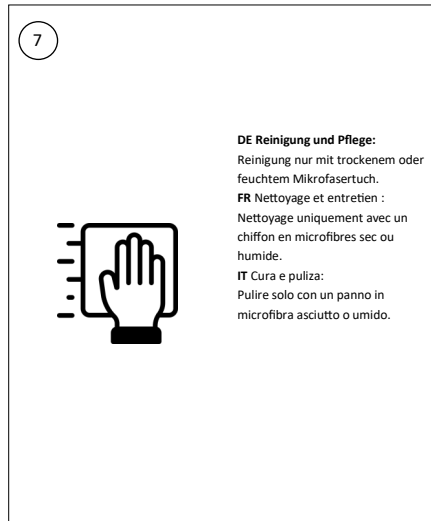 7
DE Reinigung und Pflege:
Reinigung nur mit trockenem oder
feuchtem Mikrofasertuch.
FR Nettoyage et entretien :
Nettoyage uniquement avec un
chiffon en microfibres sec ou
humide.
IT Cura e puliza:
Pulire solo con un panno in
microfibra asciutto o umido.